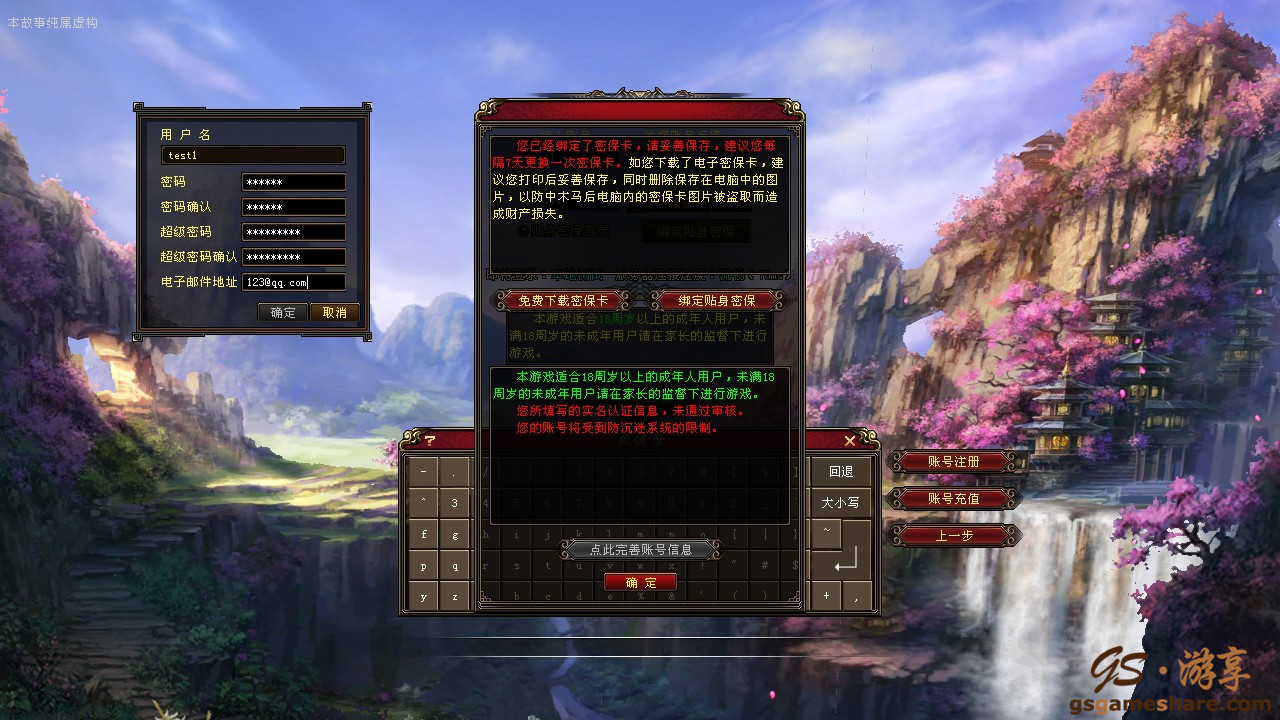 本故事纯属虚构
用 户 名
test1
密码
******
密码确认
******
超级密码
*********
超级密码确认
*********
电子邮件地址
123@qq.com
确定
取消
您已经绑定了密保卡，请妥善保存，建议您每
隔7天更换一次密保卡。如您下载了电子密保卡，建
议您打印后妥善保存，同时删除保存在电脑中的图
片，以防中木马后电脑内的密保卡图片被盗取而造
成财产损失。
绑定贴身密保
免费下载密保卡
绑定贴身密保
本游戏适合18周岁以上的成年人用户，未
满18周岁的未成年用户请在家长的监督下进行
游戏。
本游戏适合18周岁以上的成年人用户，未满18
周岁的未成年用户请在家长的监督下进行游戏。
您所填写的实名认证信息，未通过审核。
您的账号将受到防沉迷系统的限制。
点此完善账号信息
确 定
?
- .
^ 3
f g
p q
y z
回退
大小写
~
+ ,
账号注册
账号充值
上一步
GS·游享
gsgameshare.com